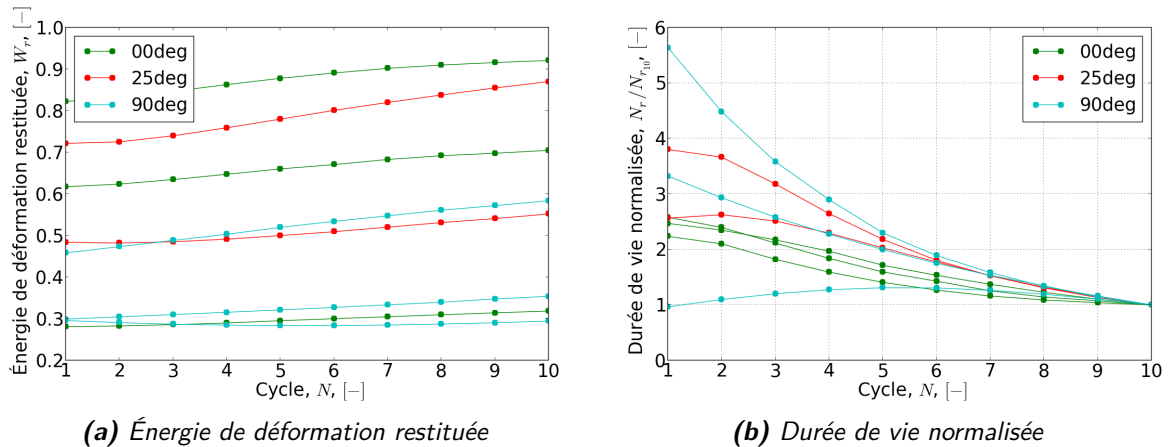 Énergie de déformation restituée, W_r, [−]
1.0
0.9
0.8
0.7
0.6
0.5
0.4
0.3
0.2
00deg
25deg
90deg
1 2 3 4 5 6 7 8 9 10
Cycle, N, [−]
(a) Énergie de déformation restituée
Durée de vie normalisée, N_r/N_{r_{10}}, [−]
6
5
4
3
2
1
0
00deg
25deg
90deg
1 2 3 4 5 6 7 8 9 10
Cycle, N, [−]
(b) Durée de vie normalisée